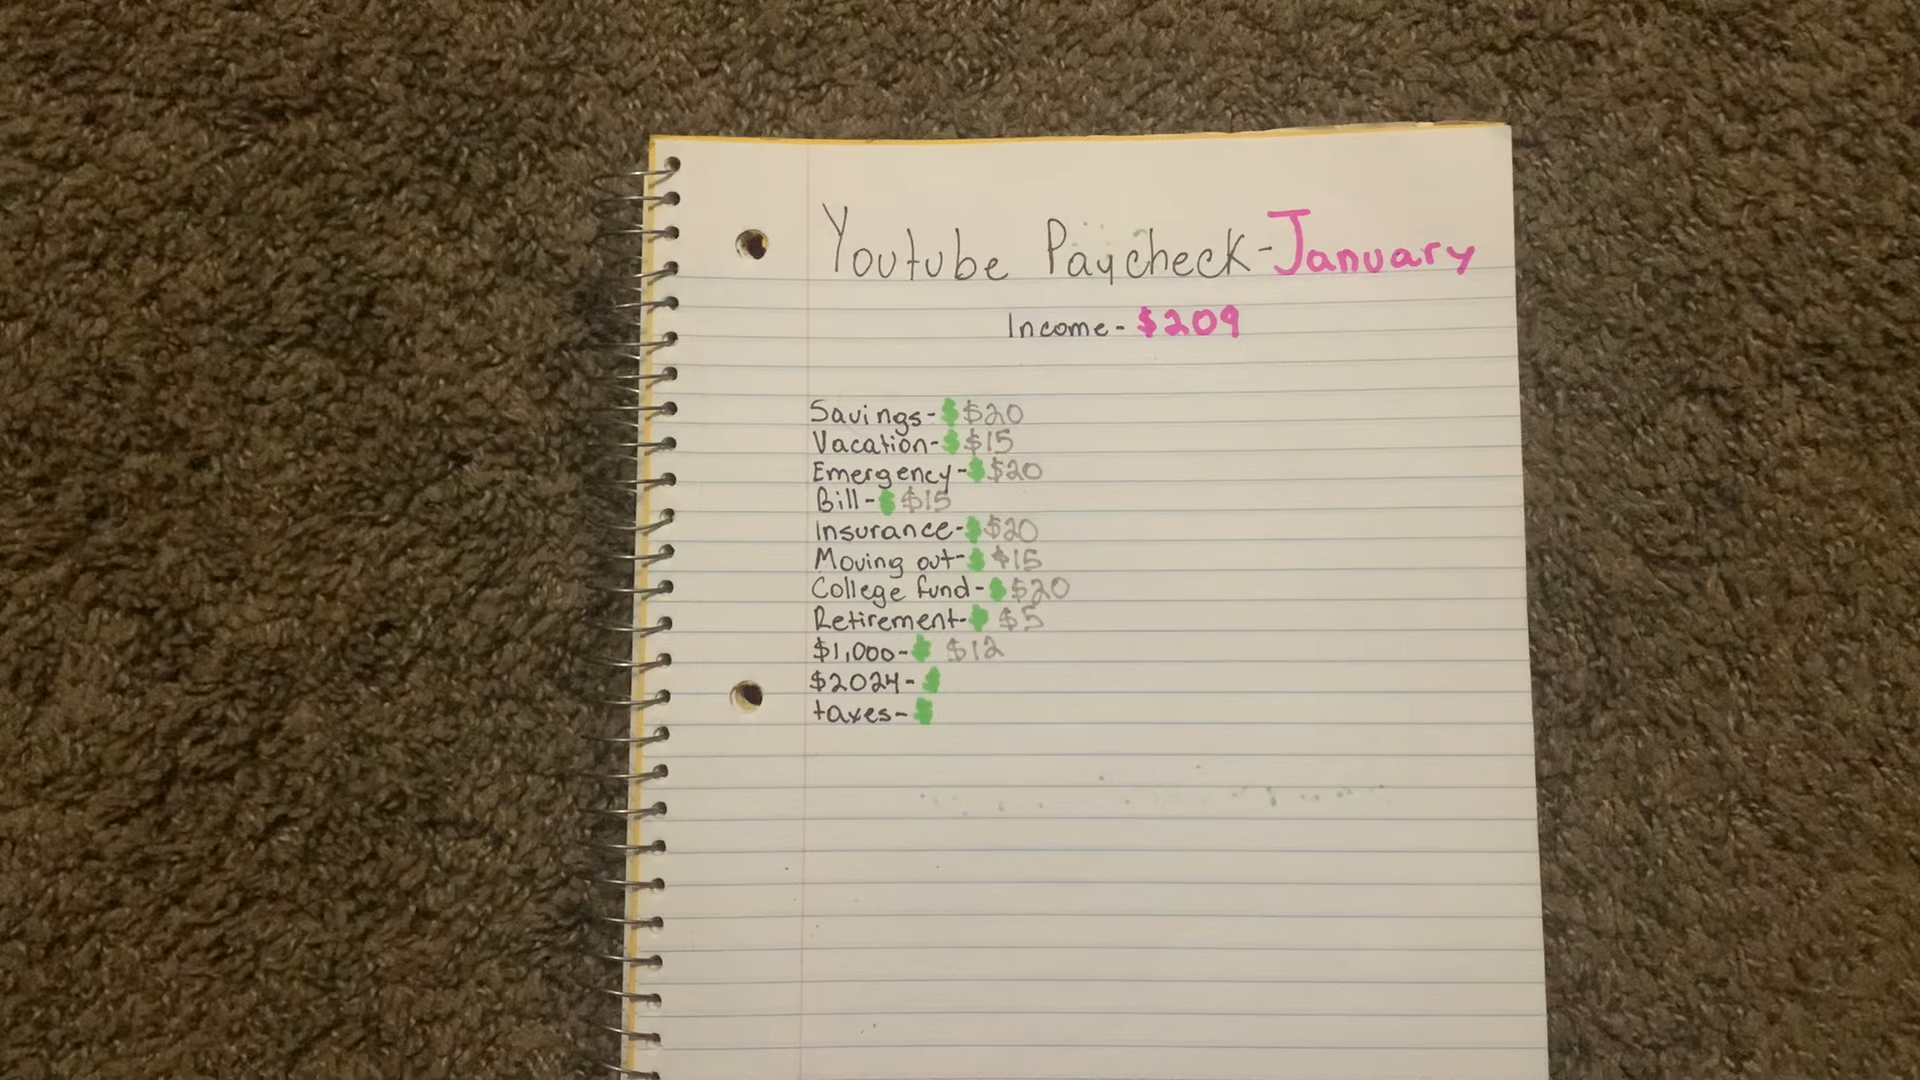 Youtube Paycheck-January
Income- $209
Savings- $ $20
Vacation- $ $15
Emergency- $ $20
Bill- $ $15
Insurance- $ $20
Moving out- $ $15
College fund- $ $20
Retirement- $ $5
$1,000- $ $12
$2024- $
taxes- $